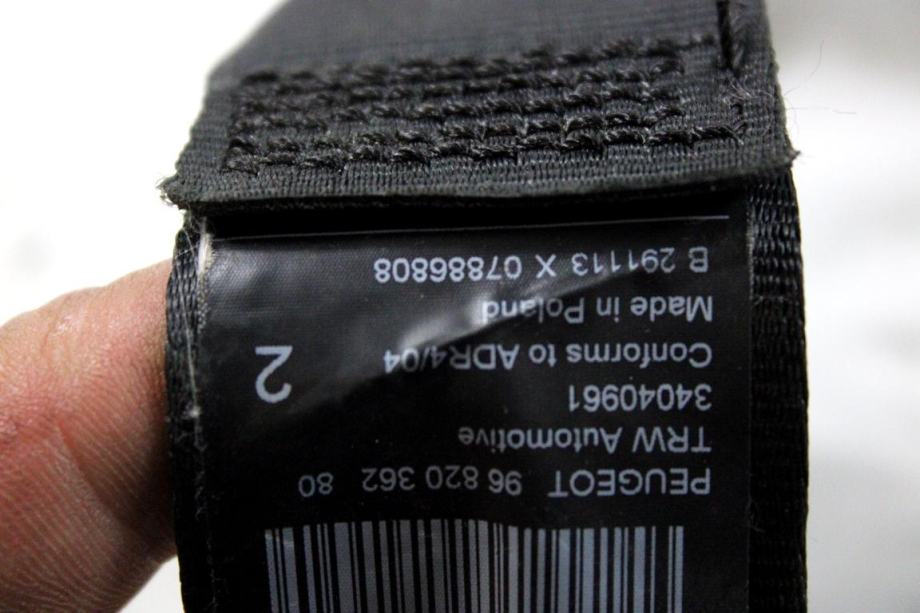 PEUGEOT 96 820 362 80
TRW Automotive
34040961
Conforms to ADR4/04
2
Made in Poland
B 291113 X 07886808